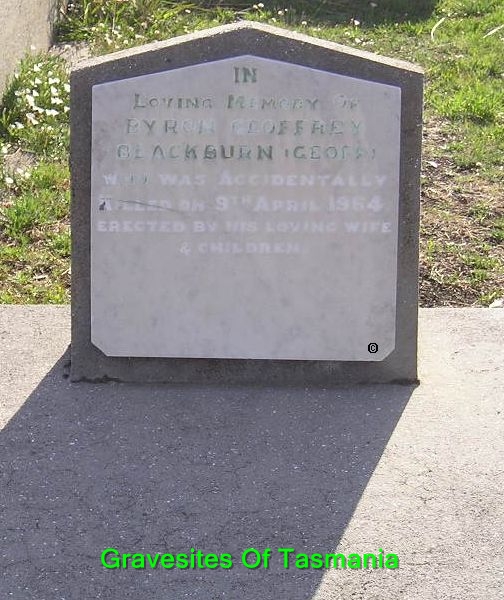 IN
LOVING MEMORY OF
BYRON GEOFFREY
BLACKBURN (GEOFF)
WHO WAS ACCIDENTALLY
KILLED ON 9TH APRIL 1964
ERECTED BY HIS LOVING WIFE
& CHILDREN.
©
Gravesites Of Tasmania